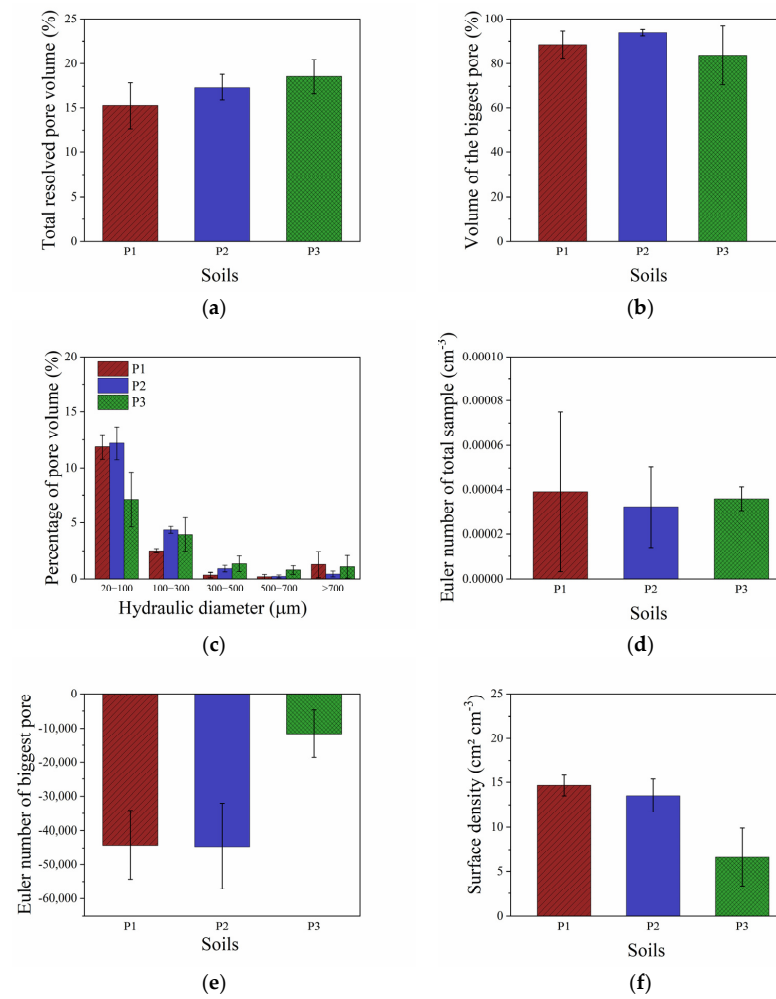 Total resolved pore volume (%)
25
20
15
10
5
0
P1 P2 P3
Soils
(a)
Volume of the biggest pore (%)
100
80
60
40
20
0
P1 P2 P3
Soils
(b)
Percentage of pore volume (%)
20
15
10
5
0
P1
P2
P3
20−100 100−300 300−500 500−700 >700
Hydraulic diameter (μm)
(c)
Euler number of total sample (cm⁻³)
0.00010
0.00008
0.00006
0.00004
0.00002
0.00000
P1 P2 P3
Soils
(d)
Euler number of biggest pore
0
-10,000
-20,000
-30,000
-40,000
-50,000
-60,000
P1 P2 P3
Soils
(e)
Surface density (cm² cm⁻³)
25
20
15
10
5
0
P1 P2 P3
Soils
(f)